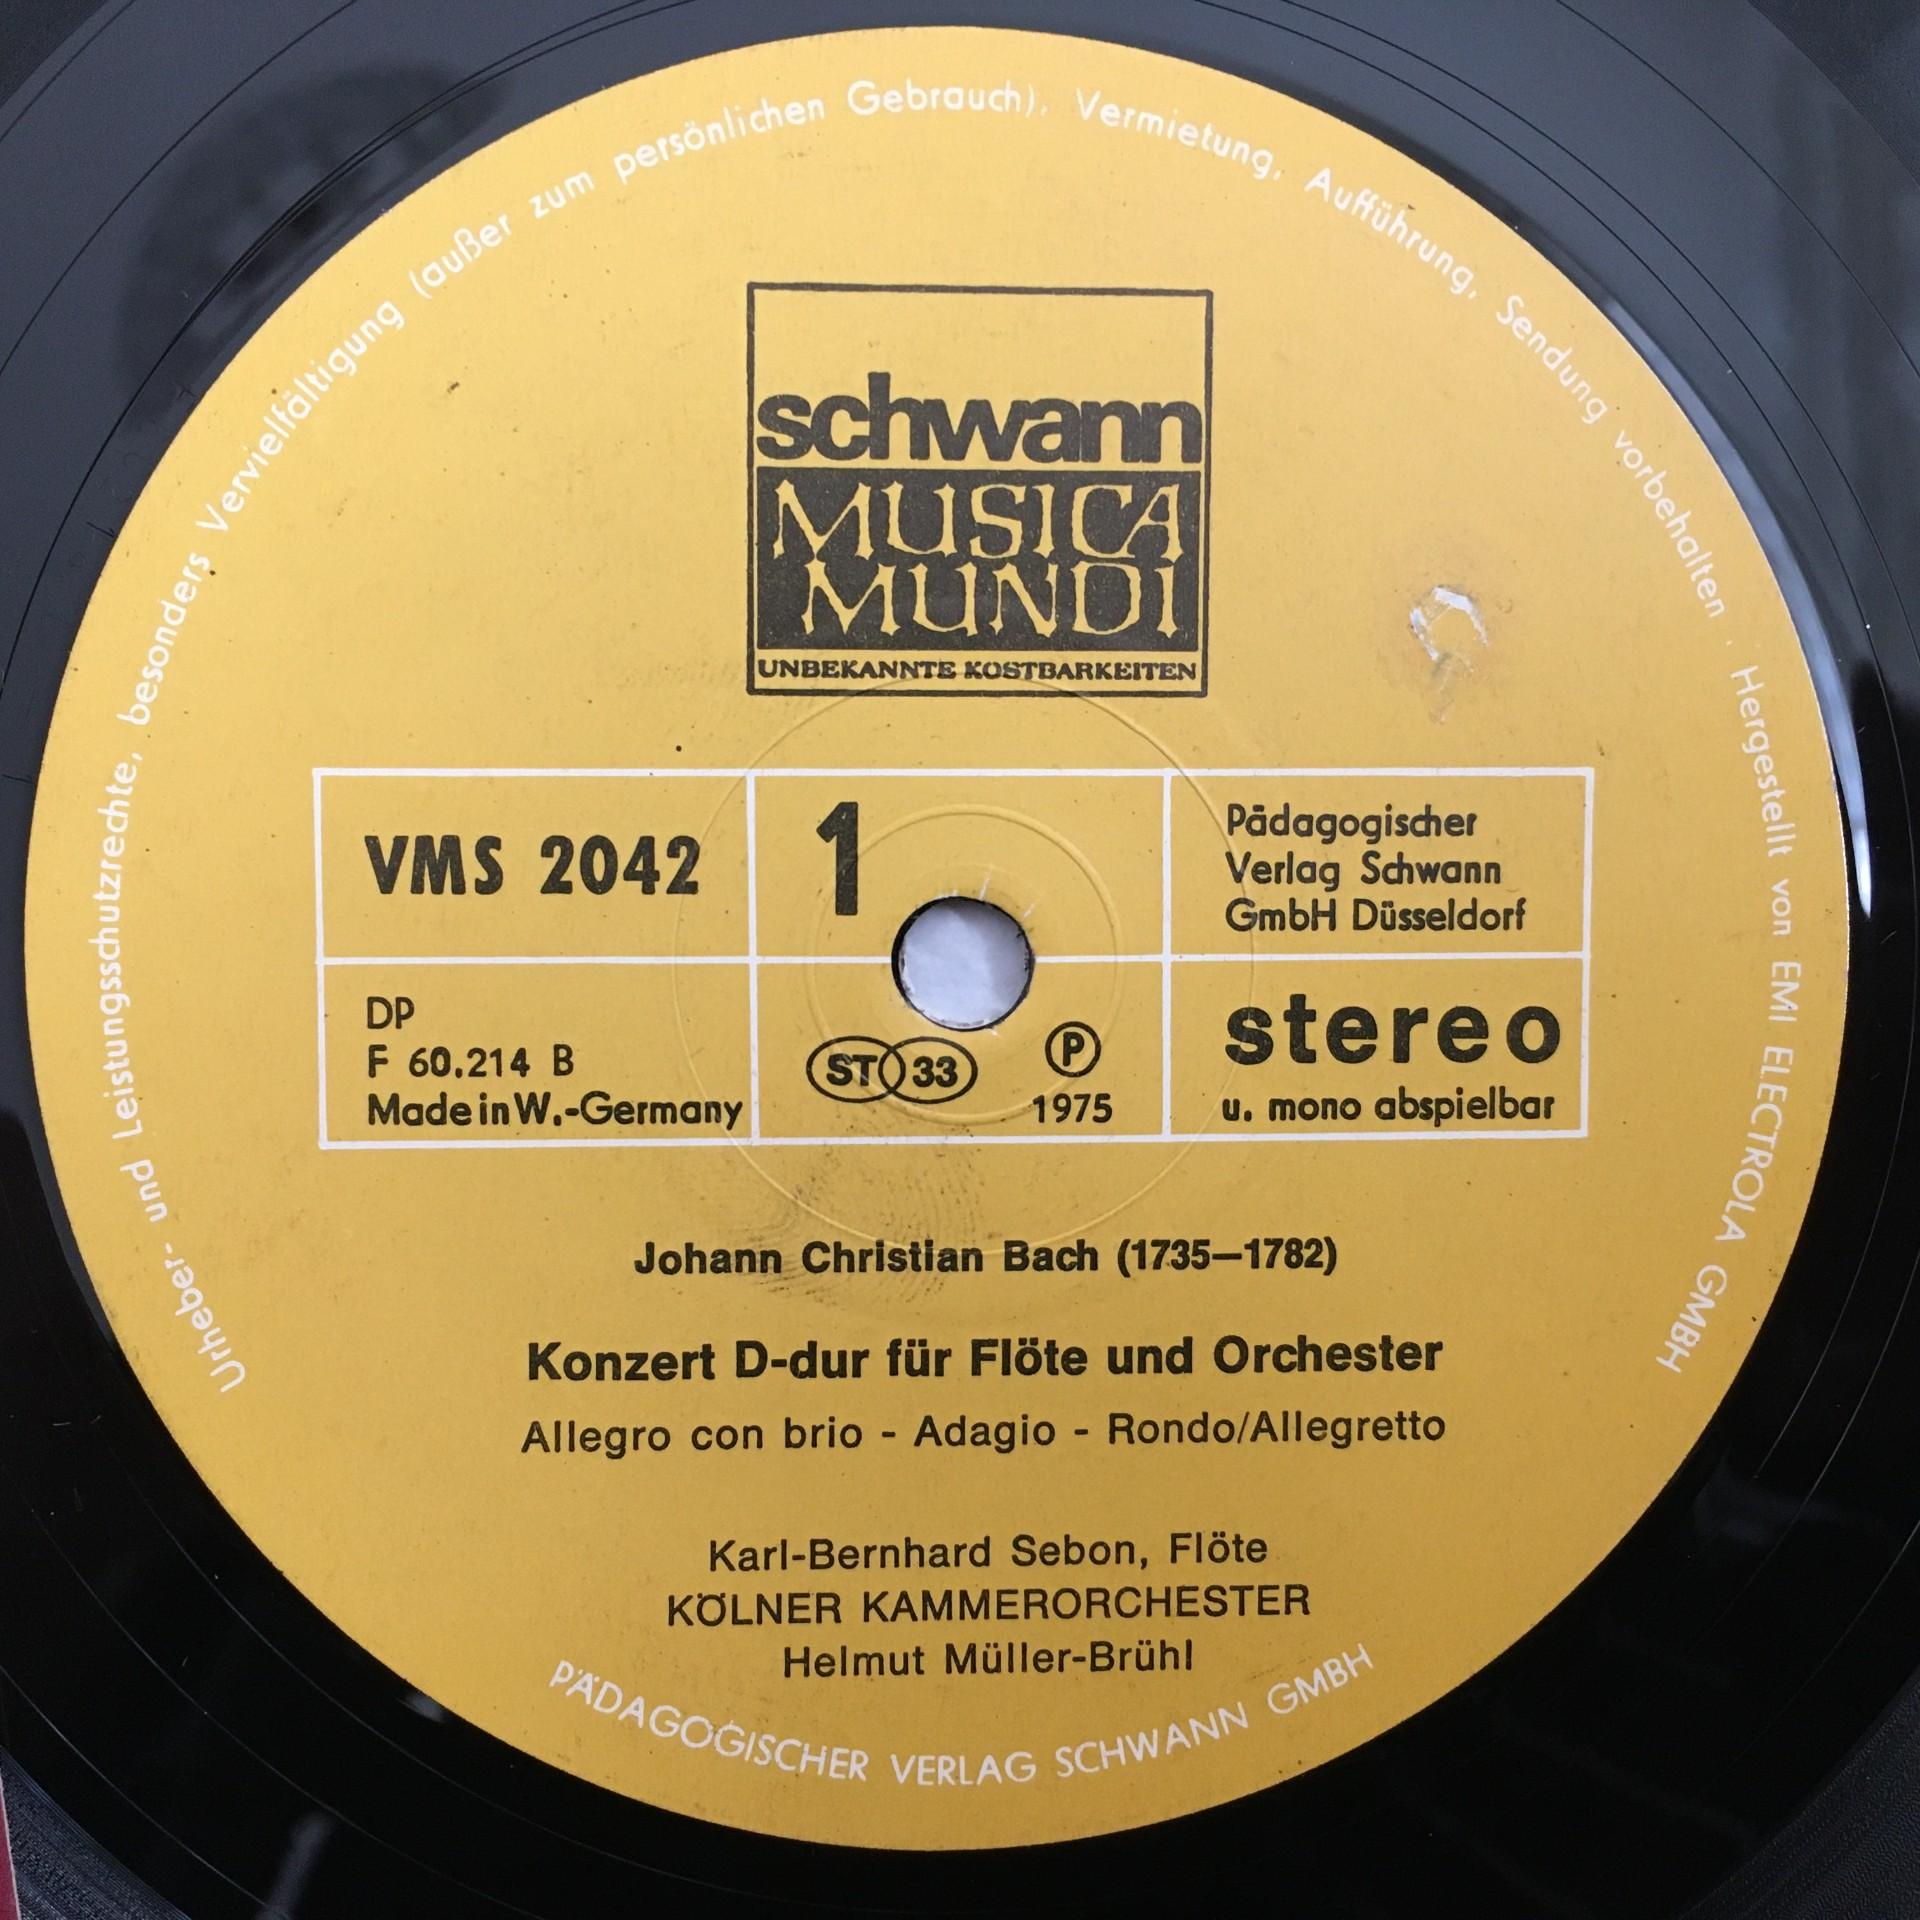 Urheber- und Leistungsschutzrechte, besonders Vervielfältigung (außer zum persönlichen Gebrauch), Vermietung, Aufführung, Sendung vorbehalten . Hergestellt von EMI ELECTROLA GMBH
schwann
MUSICA
MUNDI
UNBEKANNTE KOSTBARKEITEN
VMS 2042
1
Pädagogischer
Verlag Schwann
GmbH Düsseldorf
DP
F 60.214 B
Made in W.-Germany
ST 33
Ⓟ
1975
stereo
u. mono abspielbar
Johann Christian Bach (1735—1782)
Konzert D-dur für Flöte und Orchester
Allegro con brio - Adagio - Rondo/Allegretto
Karl-Bernhard Sebon, Flöte
KÖLNER KAMMERORCHESTER
Helmut Müller-Brühl
PÄDAGOGISCHER VERLAG SCHWANN GMBH